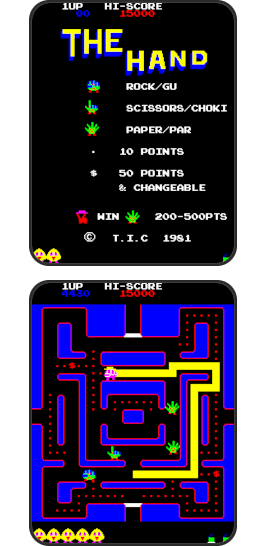 1UP HI-SCORE
00 15000
THE
HAND
ROCK/GU
SCISSORS/CHOKI
PAPER/PAR
· 10 POINTS
$ 50 POINTS
& CHANGEABLE
WIN 200-500PTS
© T.I.C 1981
1UP HI-SCORE
4430 15000
$
$